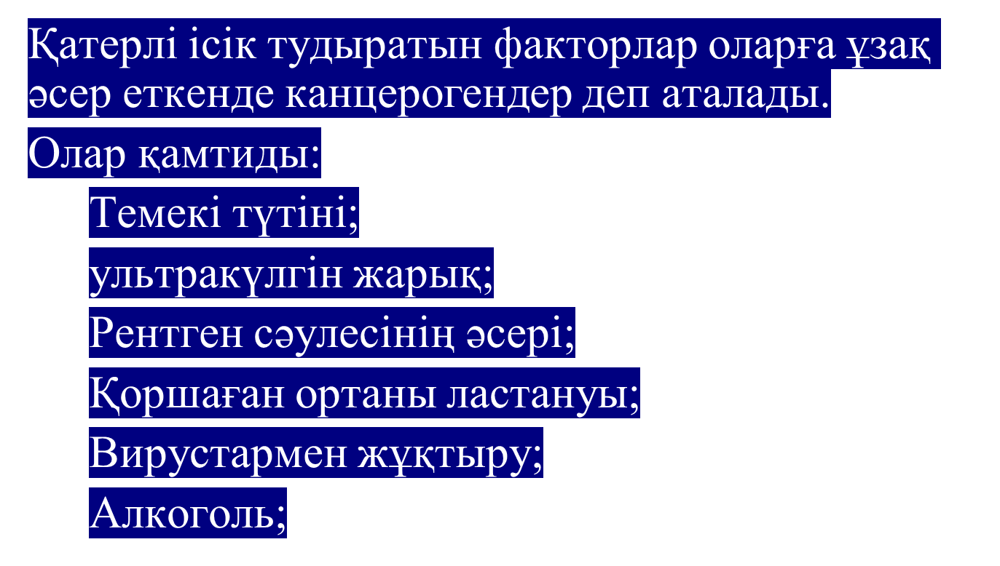 Қатерлі ісік тудыратын факторлар оларға ұзақ
әсер еткенде канцерогендер деп аталады.
Олар қамтиды:
Темекі түтіні;
ультракүлгін жарық;
Рентген сәулесінің әсері;
Қоршаған ортаны ластануы;
Вирустармен жұқтыру;
Алкоголь;